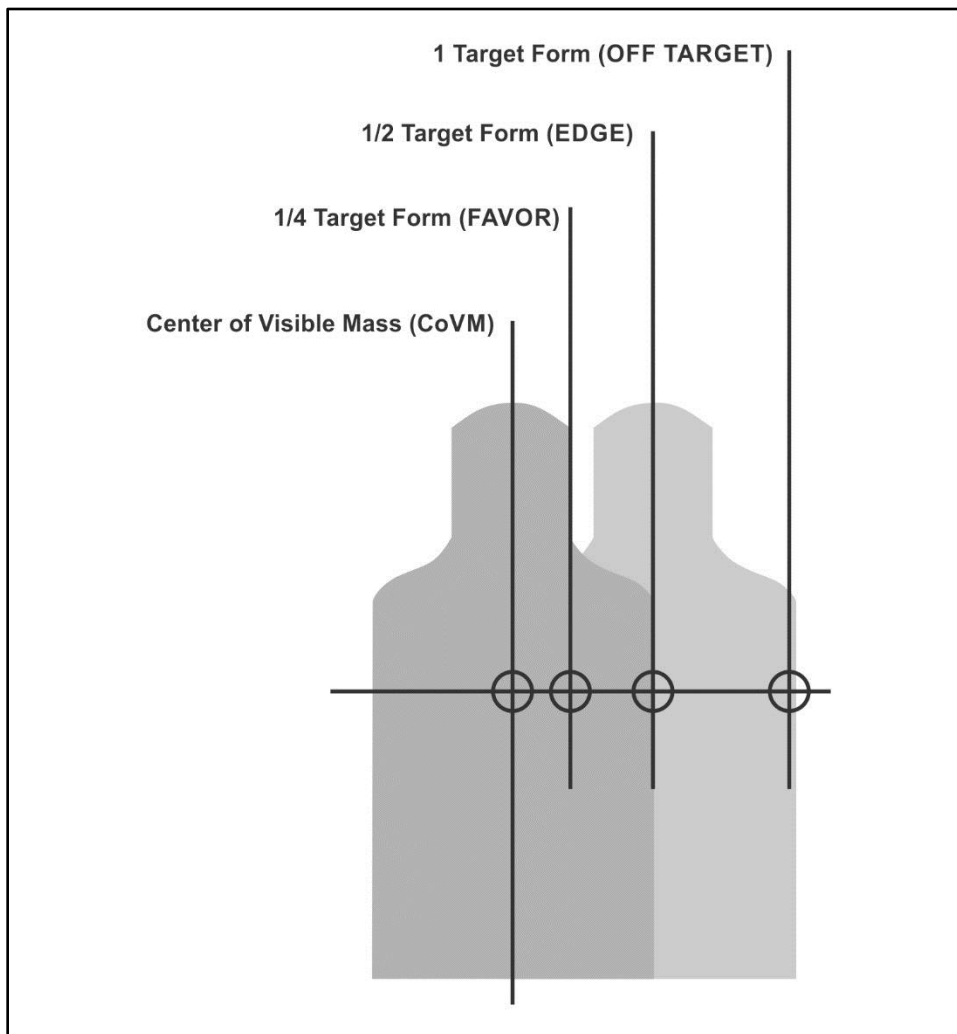 1 Target Form (OFF TARGET)
1/2 Target Form (EDGE)
1/4 Target Form (FAVOR)
Center of Visible Mass (CoVM)